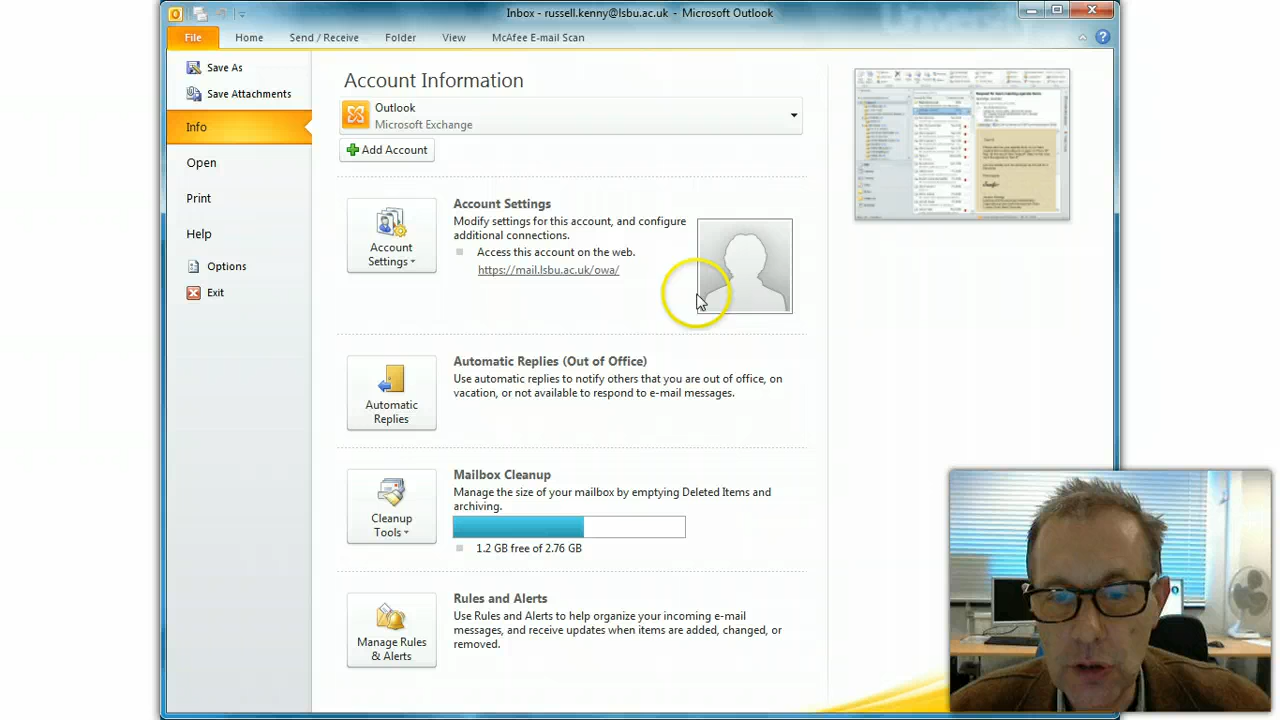 Inbox - russell.kenny@lsbu.ac.uk - Microsoft Outlook
File Home Send / Receive Folder View McAfee E-mail Scan
Save As
Save Attachments
Info
Open
Print
Help
Options
Exit
Account Information
Outlook
Microsoft Exchange
Add Account
Account Settings
Account Settings
Modify settings for this account, and configure
additional connections.
Access this account on the web.
https://mail.lsbu.ac.uk/owa/
Automatic
Replies
Automatic Replies (Out of Office)
Use automatic replies to notify others that you are out of office, on
vacation, or not available to respond to e-mail messages.
Cleanup
Tools
Mailbox Cleanup
Manage the size of your mailbox by emptying Deleted Items and
archiving.
1.2 GB free of 2.76 GB
Manage Rules
& Alerts
Rules and Alerts
Use Rules and Alerts to help organize your incoming e-mail
messages, and receive updates when items are added, changed, or
removed.